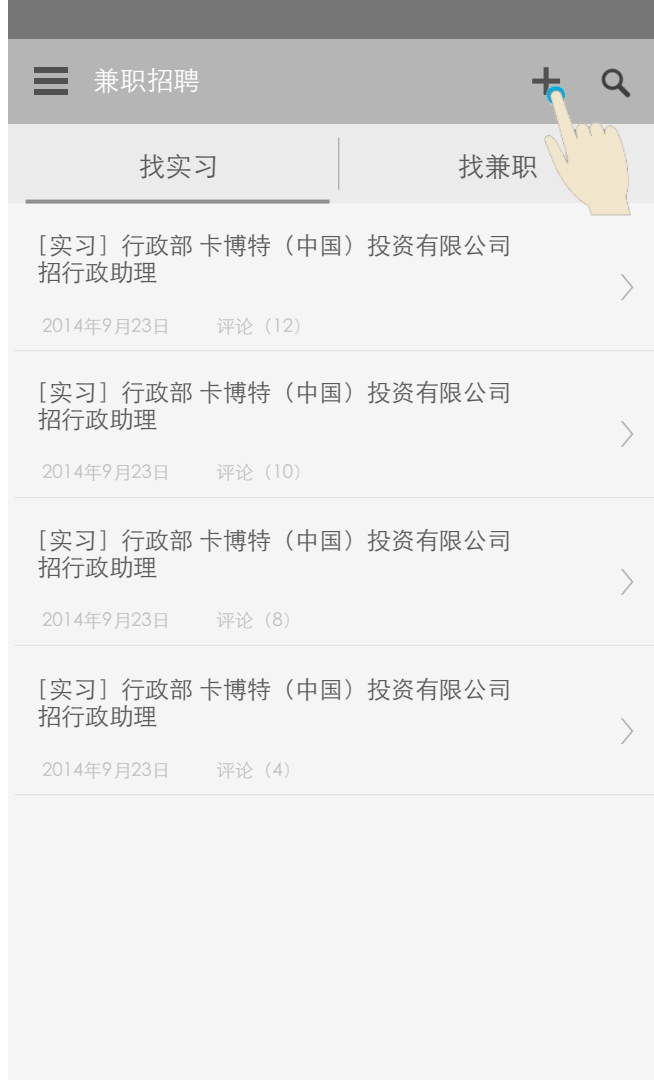 兼职招聘
找实习
找兼职
[实习] 行政部 卡博特（中国）投资有限公司
招行政助理
2014年9月23日 评论（12）
[实习] 行政部 卡博特（中国）投资有限公司
招行政助理
2014年9月23日 评论（10）
[实习] 行政部 卡博特（中国）投资有限公司
招行政助理
2014年9月23日 评论（8）
[实习] 行政部 卡博特（中国）投资有限公司
招行政助理
2014年9月23日 评论（4）